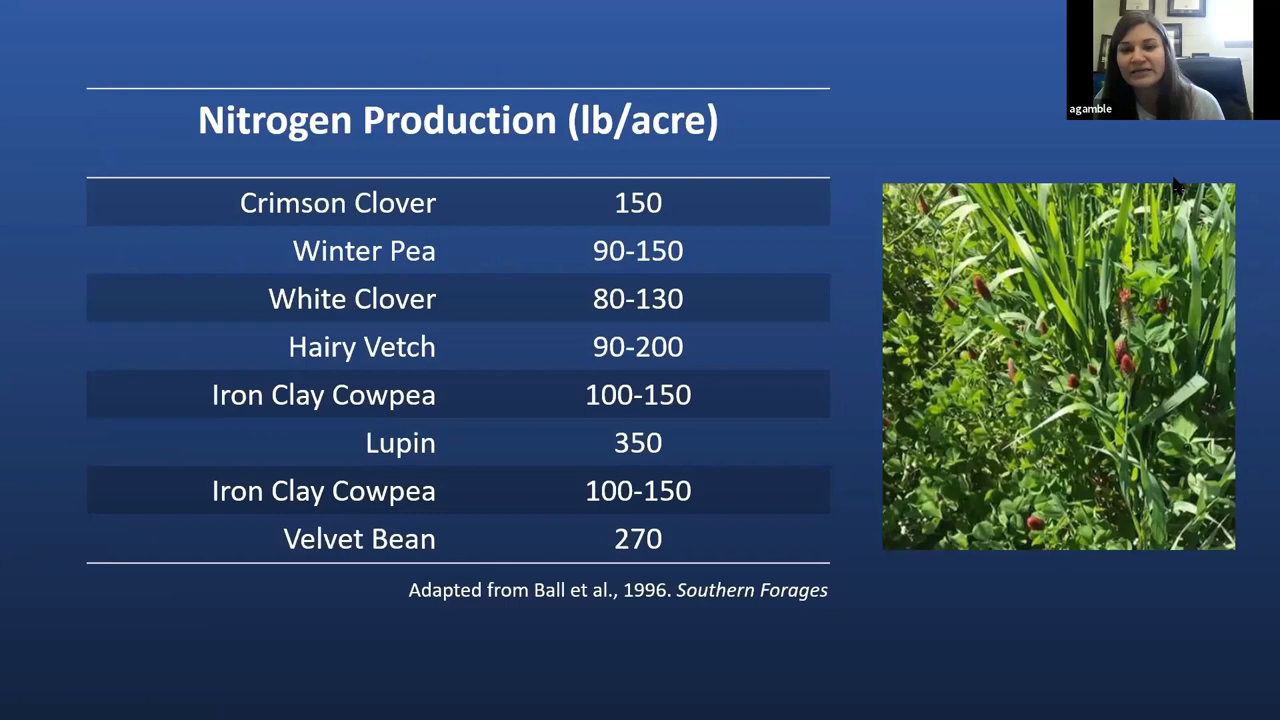 agamble
Nitrogen Production (lb/acre)
Crimson Clover 150
Winter Pea 90-150
White Clover 80-130
Hairy Vetch 90-200
Iron Clay Cowpea 100-150
Lupin 350
Iron Clay Cowpea 100-150
Velvet Bean 270
Adapted from Ball et al., 1996. Southern Forages